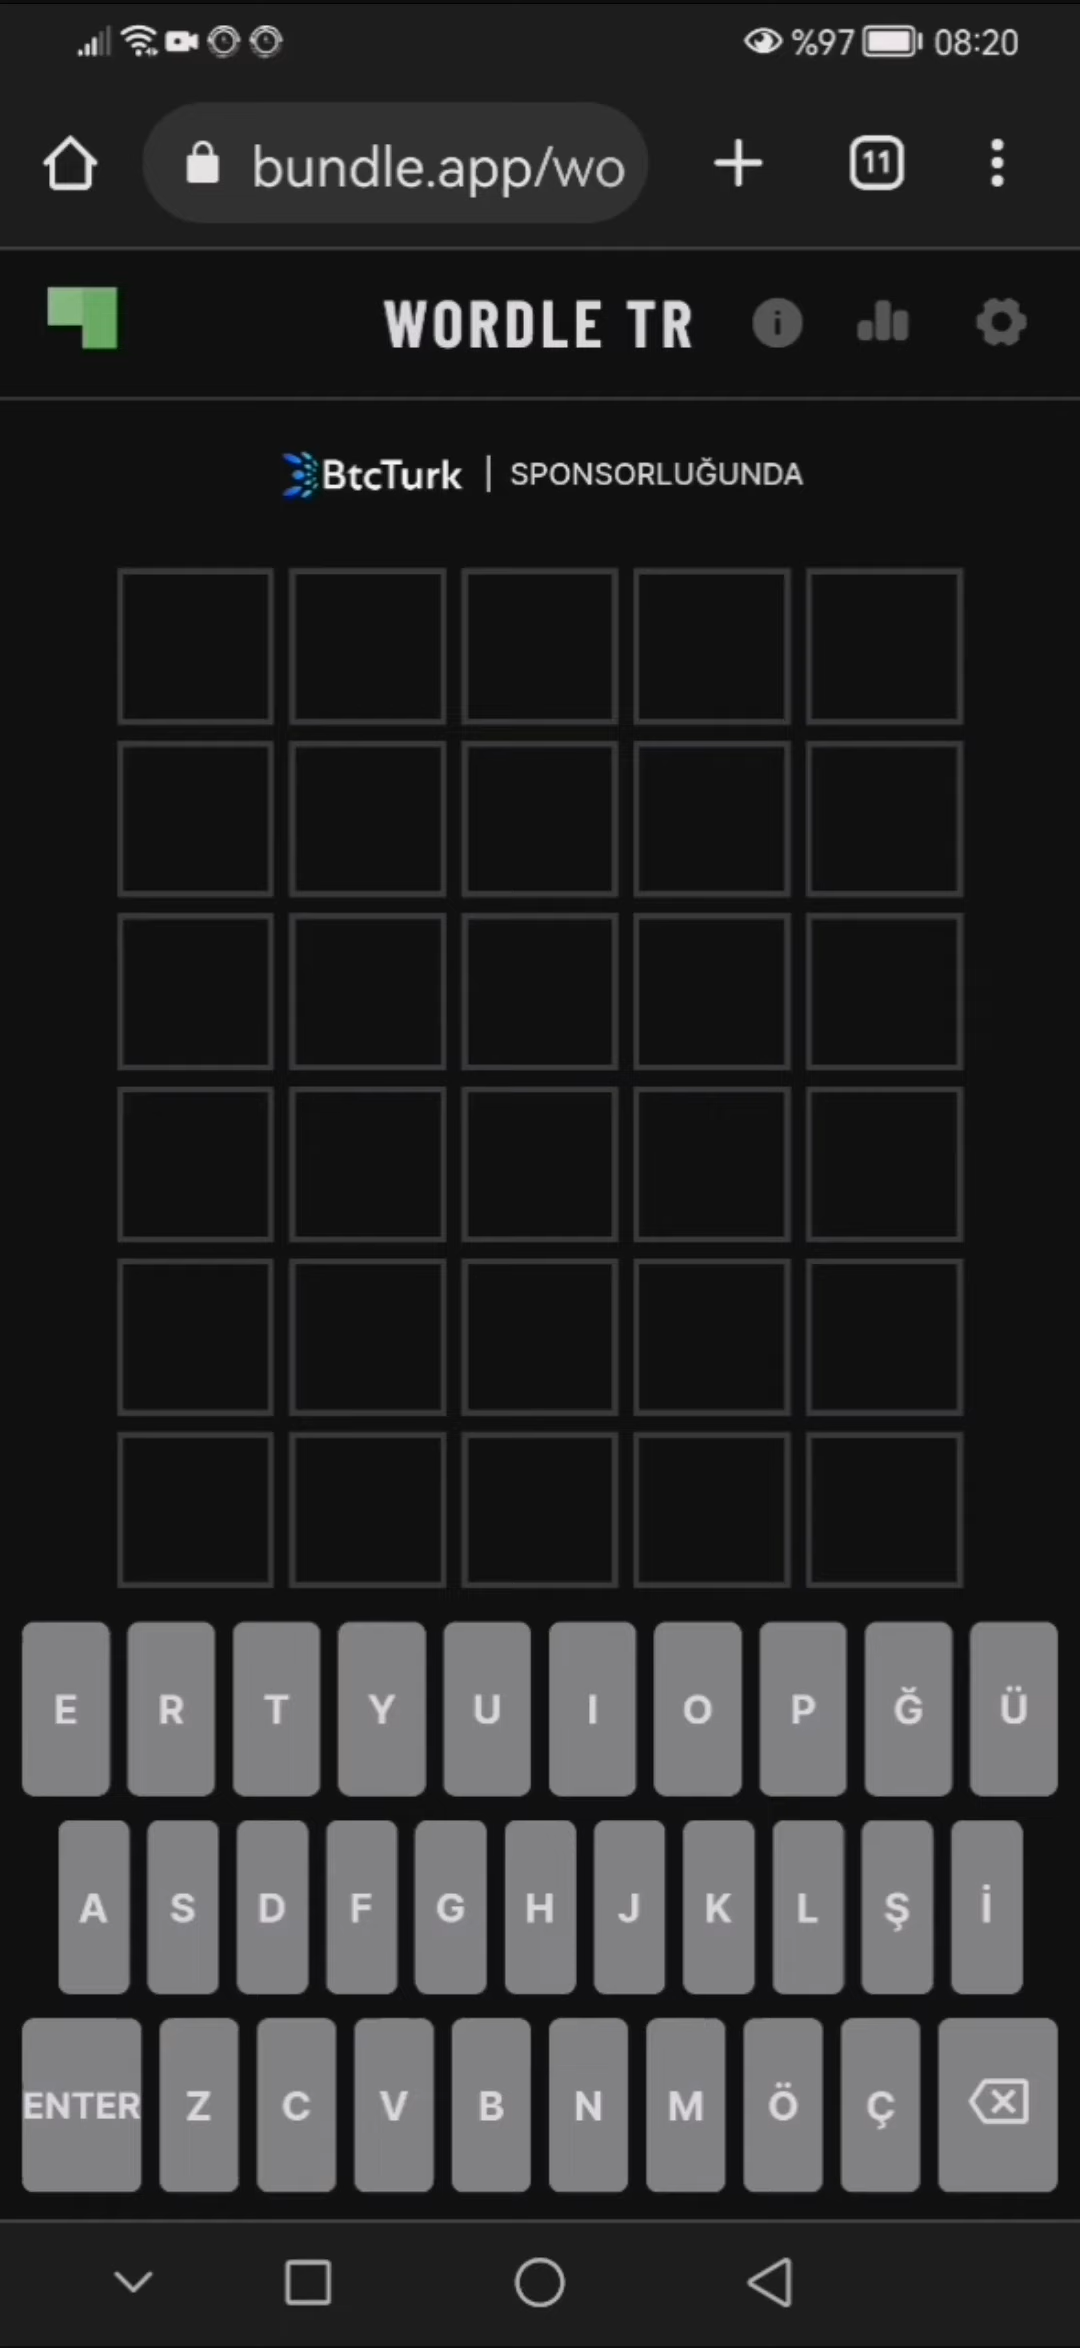 %97 08:20
bundle.app/wo
11
WORDLE TR
BtcTurk | SPONSORLUĞUNDA
E R T Y U I O P Ğ Ü
A S D F G H J K L Ş İ
ENTER Z C V B N M Ö Ç